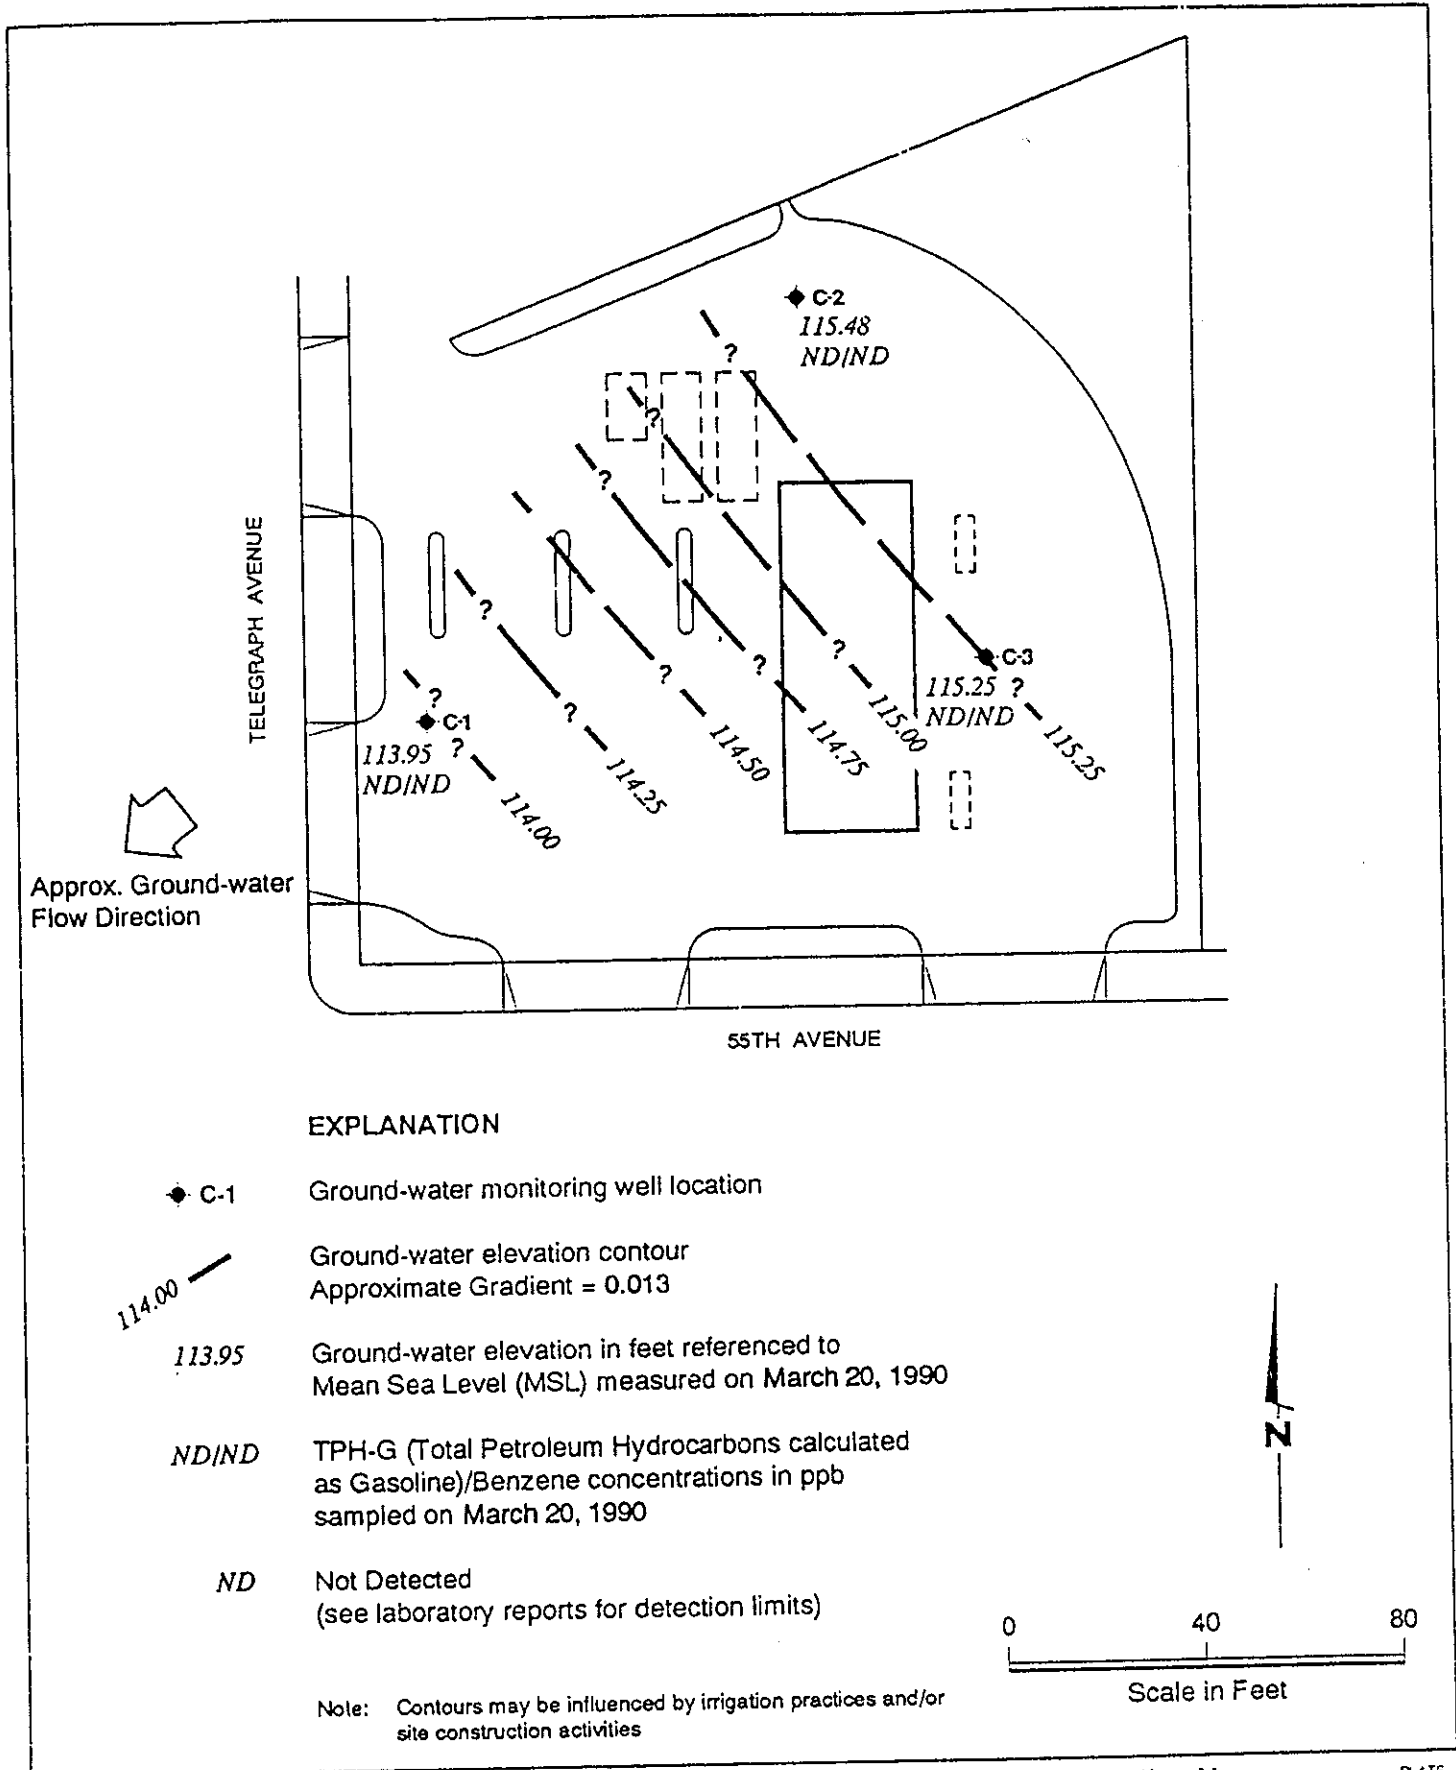 C-2
115.48
ND/ND
?
?
?
?
?
?
?
?
?
?
?
?
TELEGRAPH AVENUE
C-3
115.25
ND/ND
C-1
113.95
ND/ND
115.25
115.00
114.75
114.50
114.25
114.00
Approx. Ground-water
Flow Direction
55TH AVENUE
EXPLANATION
C-1 Ground-water monitoring well location
114.00 Ground-water elevation contour
Approximate Gradient = 0.013
113.95 Ground-water elevation in feet referenced to
Mean Sea Level (MSL) measured on March 20, 1990
ND/ND TPH-G (Total Petroleum Hydrocarbons calculated
as Gasoline)/Benzene concentrations in ppb
sampled on March 20, 1990
ND Not Detected
(see laboratory reports for detection limits)
N
0 40 80
Scale in Feet
Note: Contours may be influenced by irrigation practices and/or
site construction activities